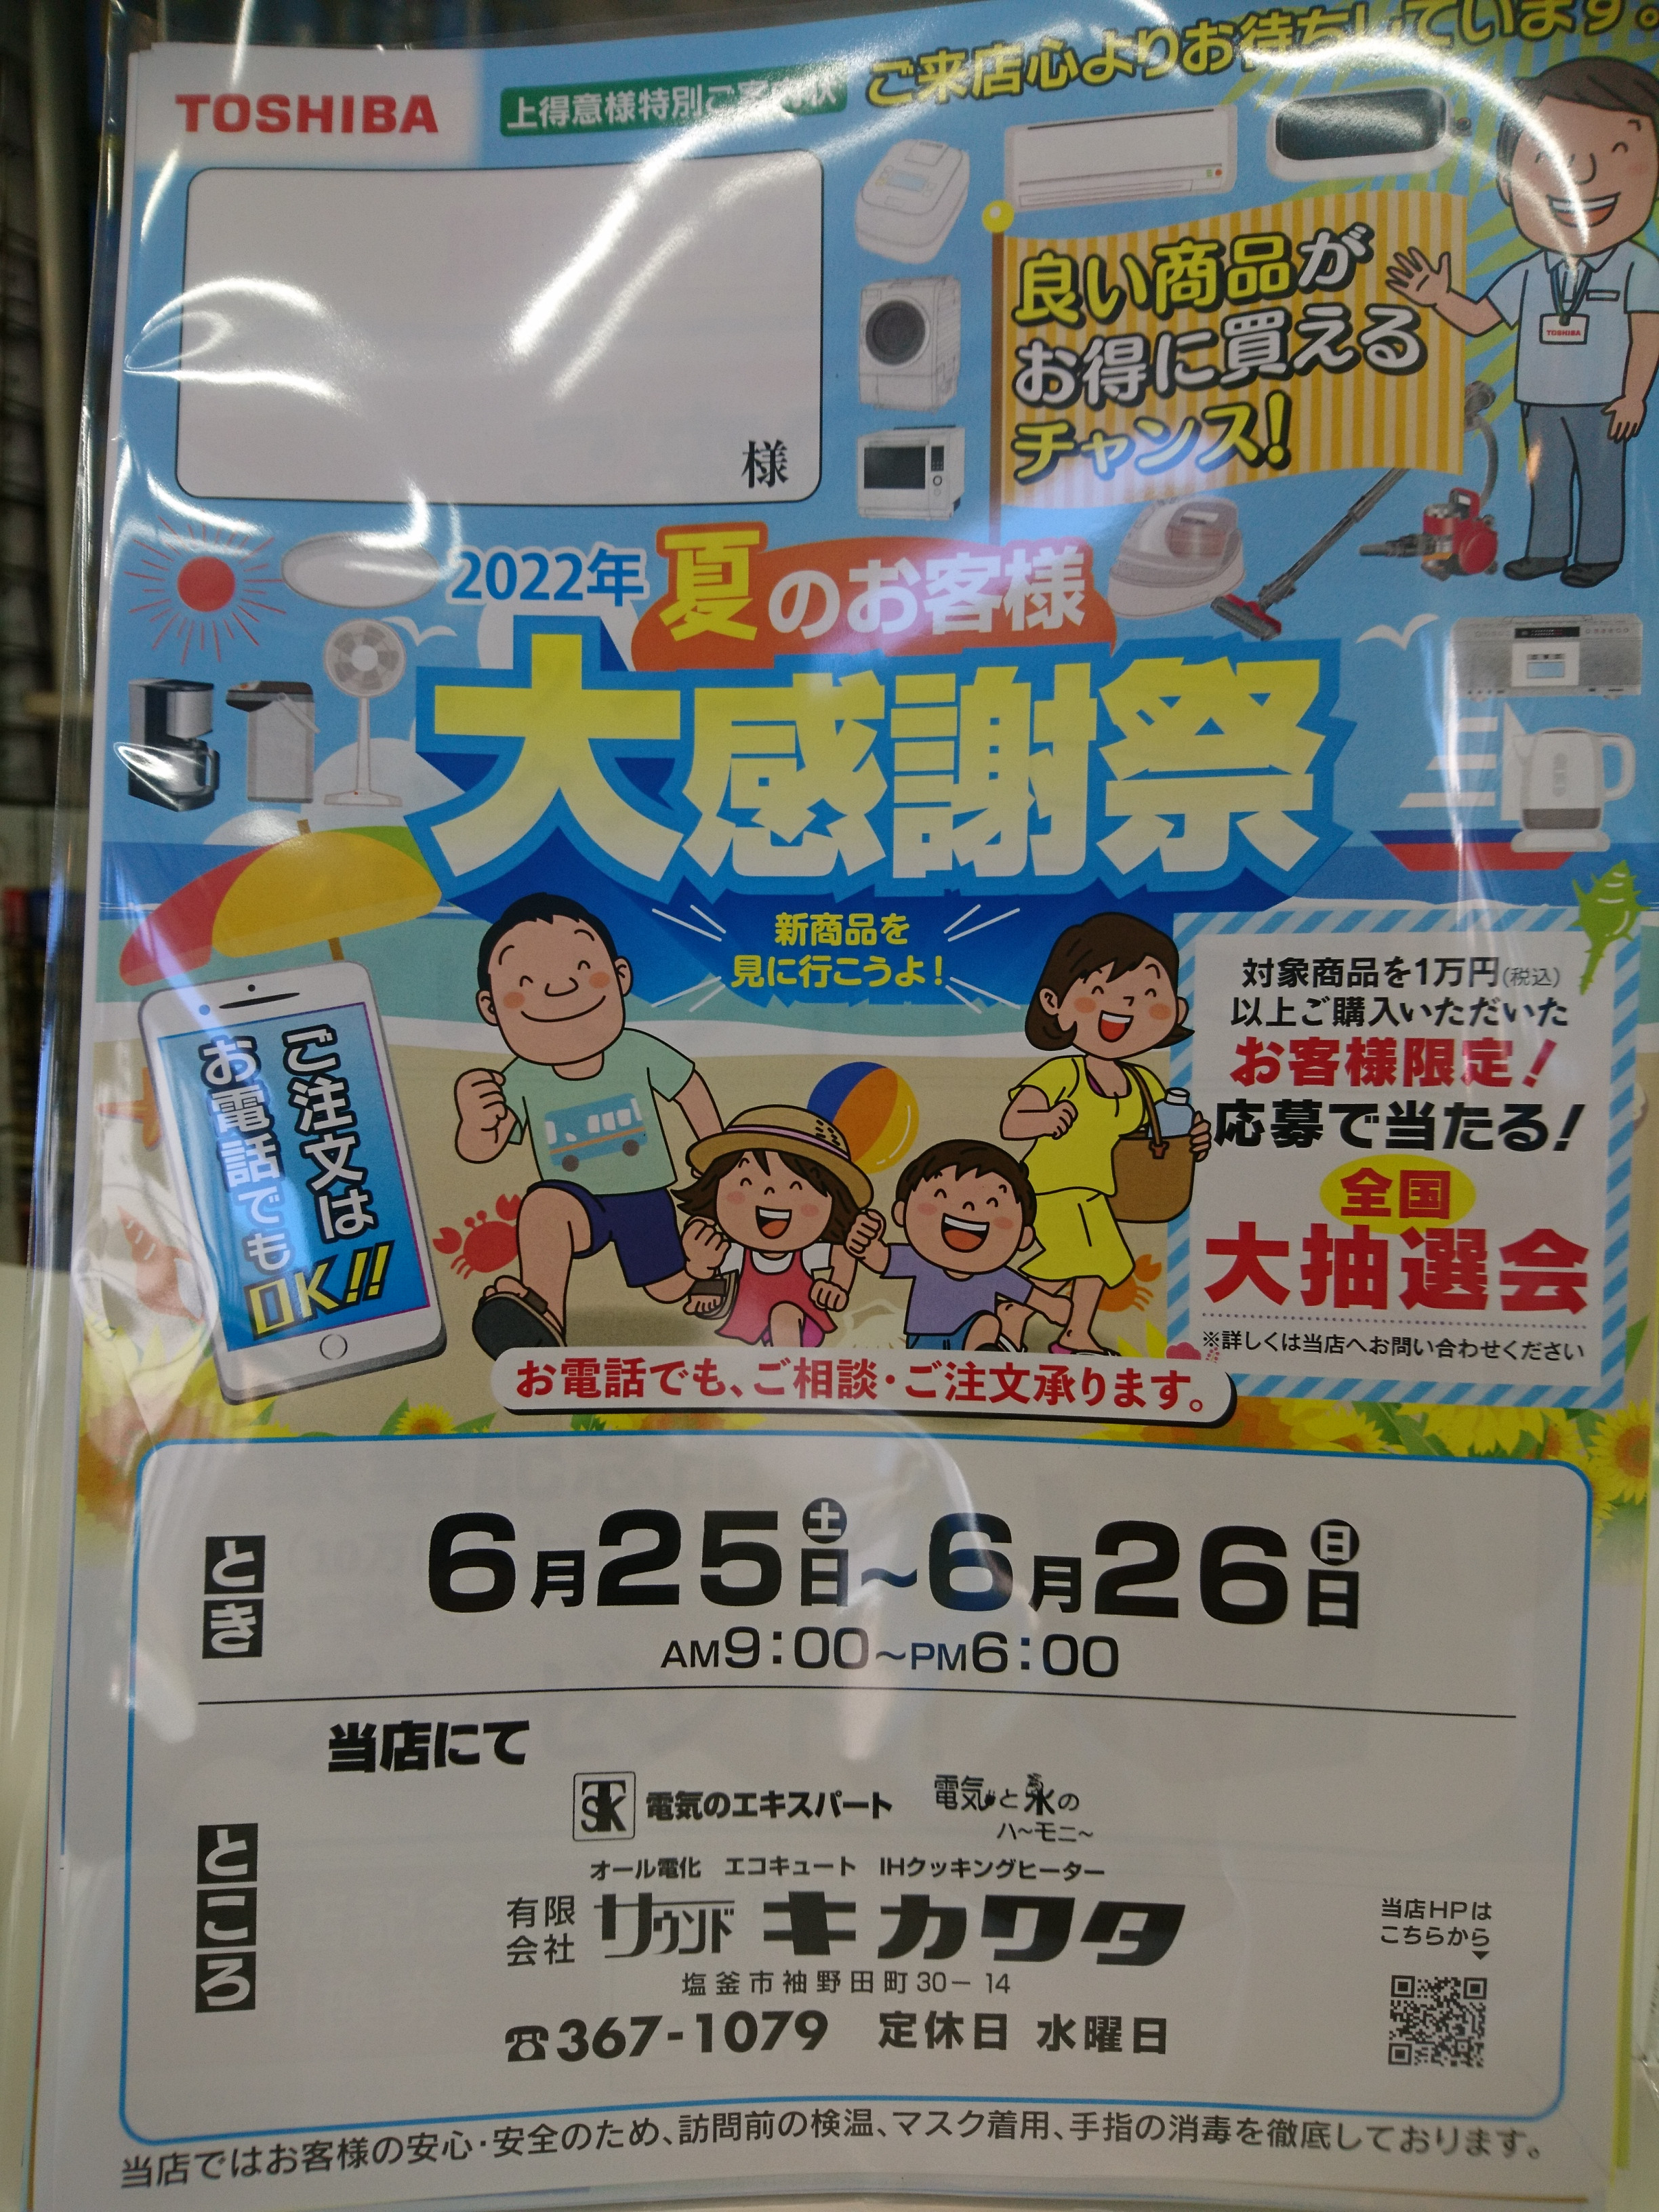 TOSHIBA
上得意様特別ご案内状
ご来店心よりお待ちしています。
様
良い商品が
お得に買える
チャンス!
TOSHIBA
2022年 夏のお客様
大感謝祭
新商品を
見に行こうよ!
ご注文は
お電話でも
OK!!
対象商品を1万円(税込)
以上ご購入いただいた
お客様限定!
応募で当たる!
全国
大抽選会
※詳しくは当店へお問い合わせください
お電話でも、ご相談・ご注文承ります。
とき
6月25日(土)~6月26日(日)
AM9:00~PM6:00
ところ
当店にて
STK 電気のエキスパート 電気と水の
ハ~モニ~
オール電化 エコキュート IHクッキングヒーター
有限会社 サウンド キカワタ
塩釜市袖野田町30-14
☎367-1079 定休日 水曜日
当店HPは
こちらから
当店ではお客様の安心・安全のため、訪問前の検温、マスク着用、手指の消毒を徹底しております。